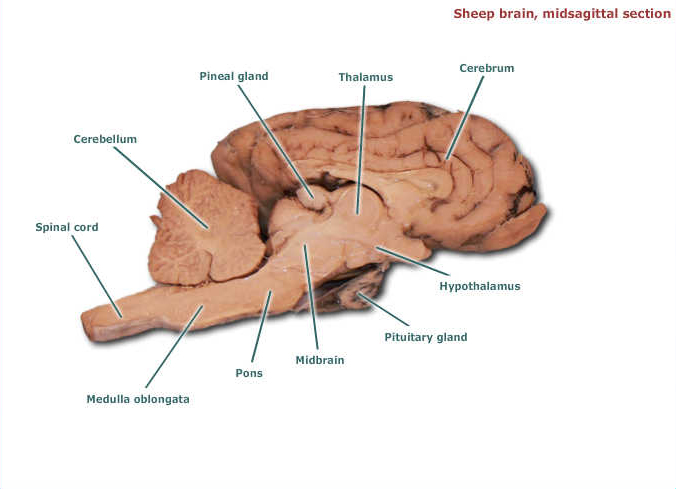 Sheep brain, midsagittal section
Cerebrum
Pineal gland
Thalamus
Cerebellum
Spinal cord
Hypothalamus
Pituitary gland
Midbrain
Pons
Medulla oblongata